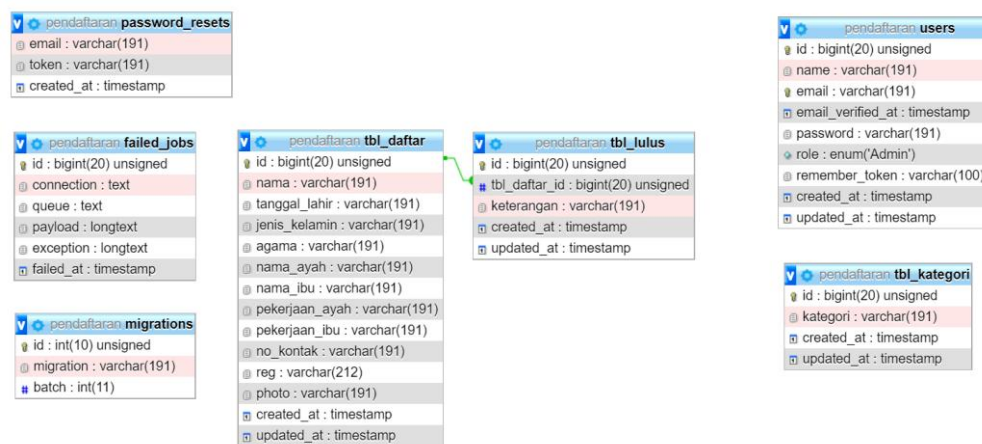 pendaftaran password_resets
email : varchar(191)
token : varchar(191)
created_at : timestamp
pendaftaran failed_jobs
id : bigint(20) unsigned
connection : text
queue : text
payload : longtext
exception : longtext
failed_at : timestamp
pendaftaran migrations
id : int(10) unsigned
migration : varchar(191)
batch : int(11)
pendaftaran tbl_daftar
id : bigint(20) unsigned
nama : varchar(191)
tanggal_lahir : varchar(191)
jenis_kelamin : varchar(191)
agama : varchar(191)
nama_ayah : varchar(191)
nama_ibu : varchar(191)
pekerjaan_ayah : varchar(191)
pekerjaan_ibu : varchar(191)
no_kontak : varchar(191)
reg : varchar(212)
photo : varchar(191)
created_at : timestamp
updated_at : timestamp
pendaftaran tbl_lulus
id : bigint(20) unsigned
tbl_daftar_id : bigint(20) unsigned
keterangan : varchar(191)
created_at : timestamp
updated_at : timestamp
pendaftaran users
id : bigint(20) unsigned
name : varchar(191)
email : varchar(191)
email_verified_at : timestamp
password : varchar(191)
role : enum('Admin')
remember_token : varchar(100)
created_at : timestamp
updated_at : timestamp
pendaftaran tbl_kategori
id : bigint(20) unsigned
kategori : varchar(191)
created_at : timestamp
updated_at : timestamp